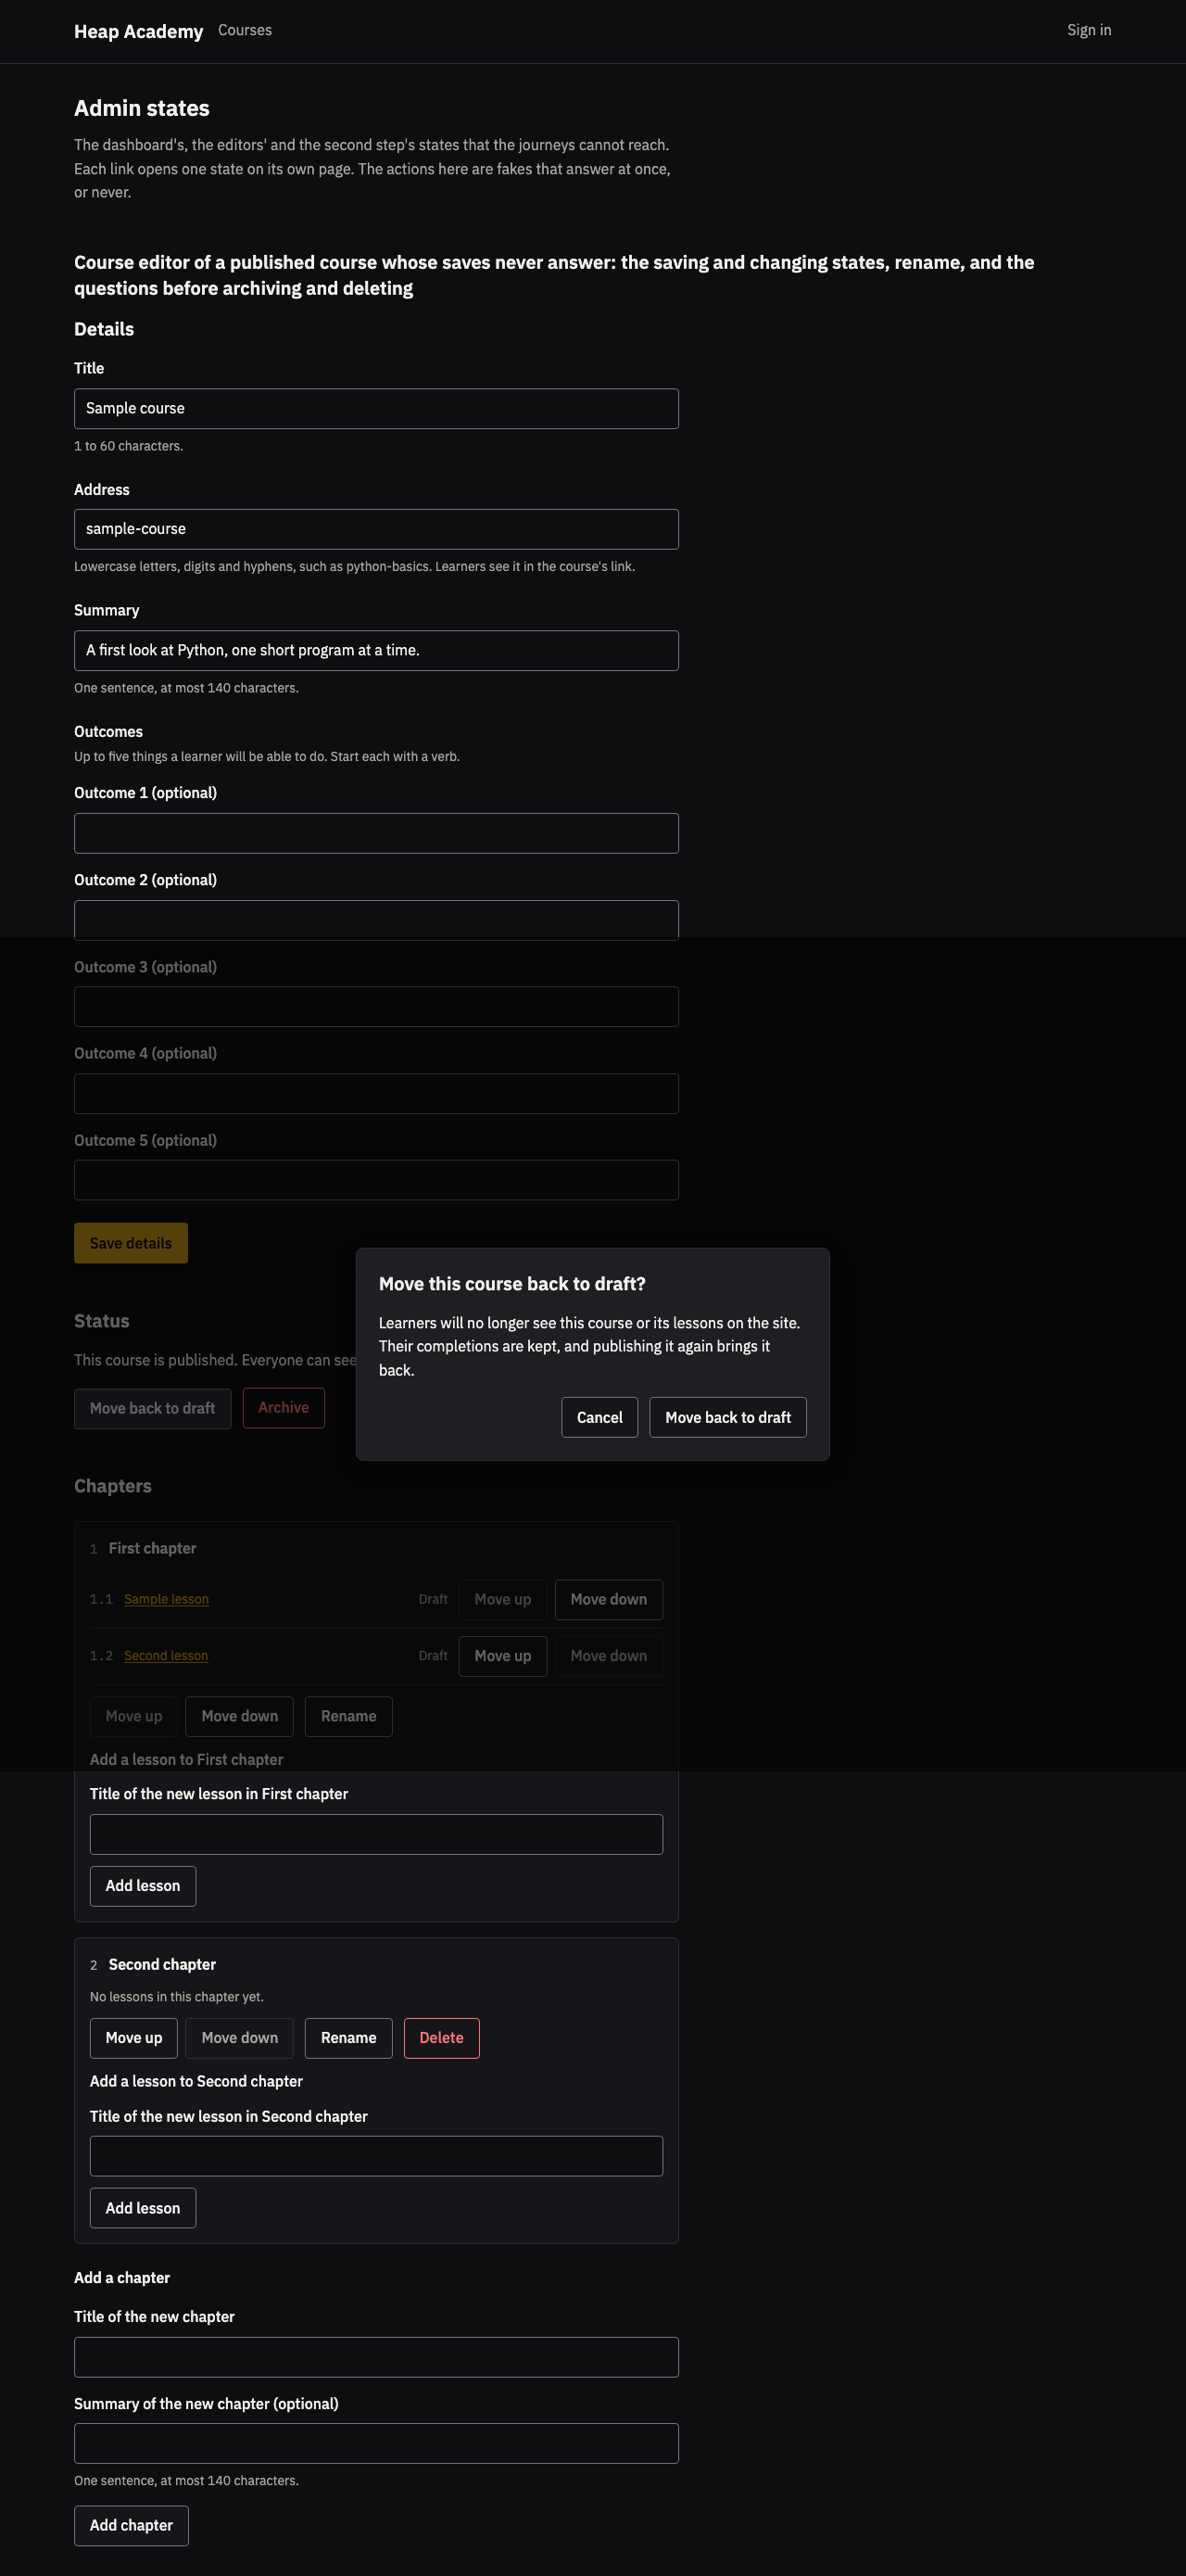 Heap Academy Courses Sign in
Admin states
The dashboard's, the editors' and the second step's states that the journeys cannot reach.
Each link opens one state on its own page. The actions here are fakes that answer at once,
or never.
Course editor of a published course whose saves never answer: the saving and changing states, rename, and the
questions before archiving and deleting
Details
Title
Sample course
1 to 60 characters.
Address
sample-course
Lowercase letters, digits and hyphens, such as python-basics. Learners see it in the course's link.
Summary
A first look at Python, one short program at a time.
One sentence, at most 140 characters.
Outcomes
Up to five things a learner will be able to do. Start each with a verb.
Outcome 1 (optional)
Outcome 2 (optional)
Outcome 3 (optional)
Outcome 4 (optional)
Outcome 5 (optional)
Save details
Status
This course is published. Everyone can see
Move back to draft Archive
Move this course back to draft?
Learners will no longer see this course or its lessons on the site.
Their completions are kept, and publishing it again brings it
back.
Cancel Move back to draft
Chapters
1 First chapter
1.1 Sample lesson Draft Move up Move down
1.2 Second lesson Draft Move up Move down
Move up Move down Rename
Add a lesson to First chapter
Title of the new lesson in First chapter
Add lesson
2 Second chapter
No lessons in this chapter yet.
Move up Move down Rename Delete
Add a lesson to Second chapter
Title of the new lesson in Second chapter
Add lesson
Add a chapter
Title of the new chapter
Summary of the new chapter (optional)
One sentence, at most 140 characters.
Add chapter